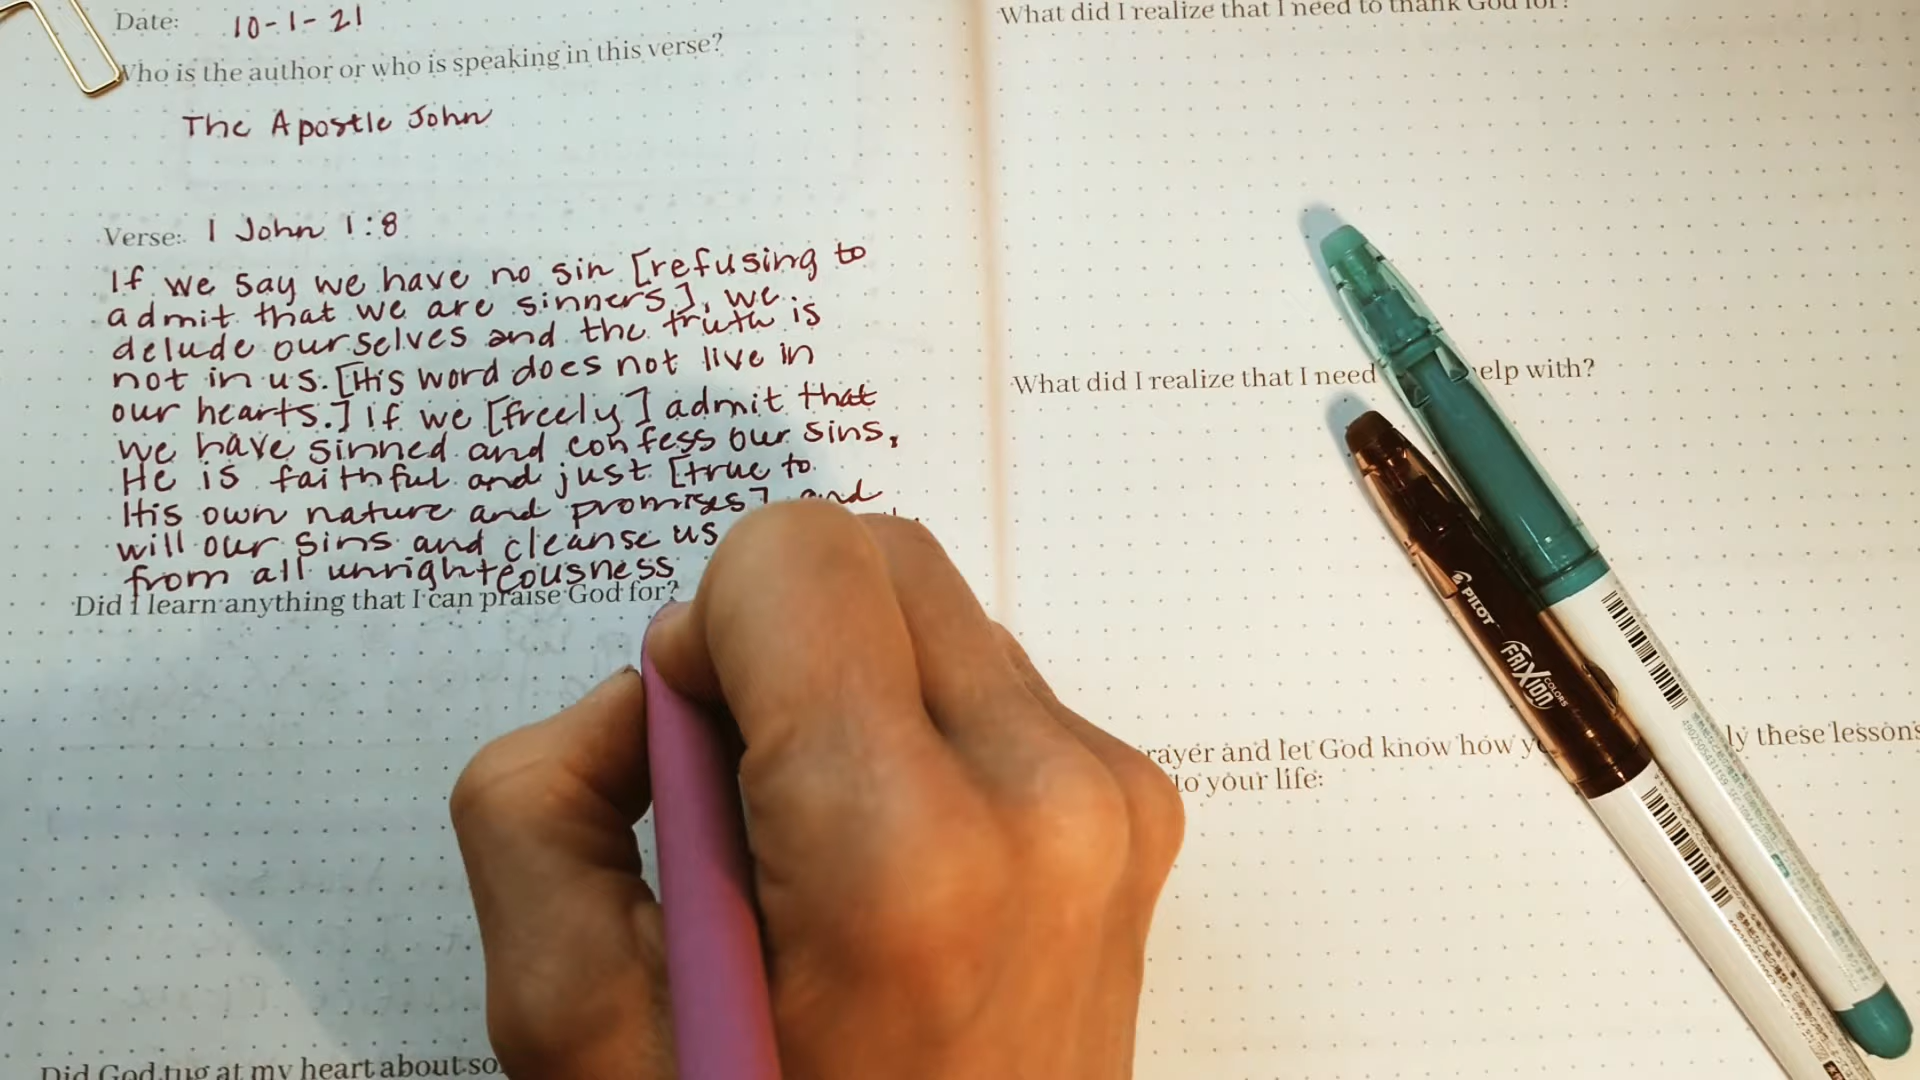 Date: 10-1-21
Who is the author or who is speaking in this verse?
The Apostle John
Verse: 1 John 1:8
If we say we have no sin [refusing to
admit that we are sinners], we
delude ourselves and the truth is
not in us. [His word does not live in
our hearts.] If we [freely] admit that
we have sinned and confess our sins,
He is faithful and just [true to
His own nature and promises] and
will our sins and cleanse us
from all unrighteousness
Did I learn anything that I can praise God for?
Did God tug at my heart about
What did I realize that I need to thank God for?
What did I realize that I need help with?
prayer and let God know how these lessons
to your life:
PILOT
FRIXION
COLORS